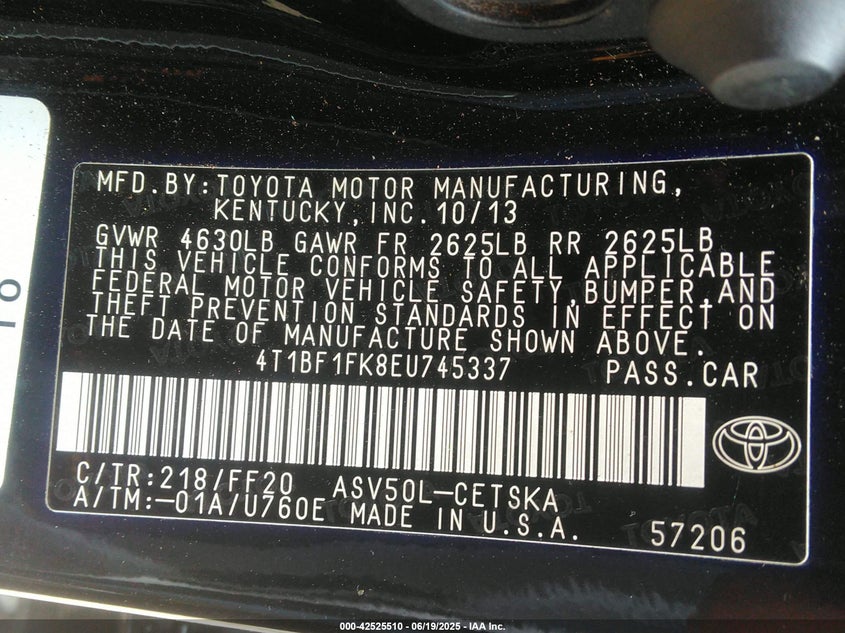 MFD.BY:TOYOTA MOTOR MANUFACTURING,
KENTUCKY,INC.10/13
GVWR 4630LB GAWR FR 2625LB RR 2625LB
THIS VEHICLE CONFORMS TO ALL APPLICABLE
FEDERAL MOTOR VEHICLE SAFETY,BUMPER,AND
THEFT PREVENTION STANDARDS IN EFFECT ON
THE DATE OF MANUFACTURE SHOWN ABOVE.
4T1BF1FK8EU745337 PASS.CAR
C/TR:218/FF20 ASV50L-CETSKA
A/TM:-01A/U760E MADE IN U.S.A. 57206
000-42525510 - 06/19/2025 - IAA Inc.